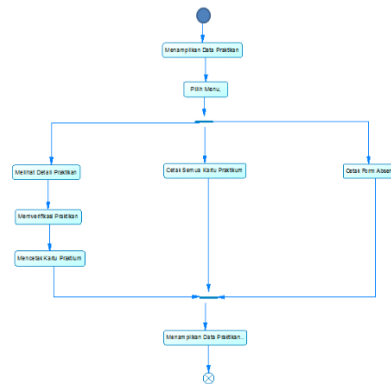 Menampilkan Data Praktikan
Pilih Menu,
Melihat Detail Praktikan
Cetak Semua Kartu Praktikum
Cetak Form Absen
Memverifikasi Praktikan
Mencetak Kartu Praktium
Menampilkan Data Praktikan..